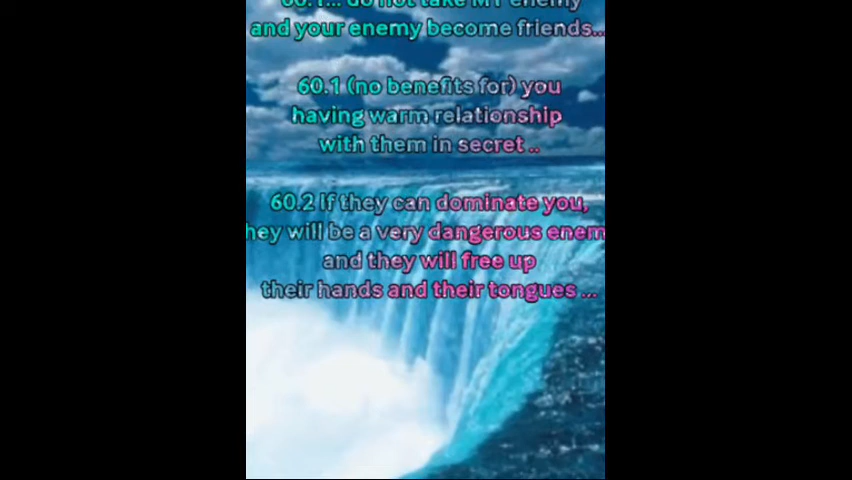 60.1... do not take MY enemy
and your enemy become friends...
60.1 (no benefits for) you
having warm relationship
with them in secret ..
60.2 If they can dominate you,
hey will be a very dangerous enem
and they will free up
their hands and their tongues ...